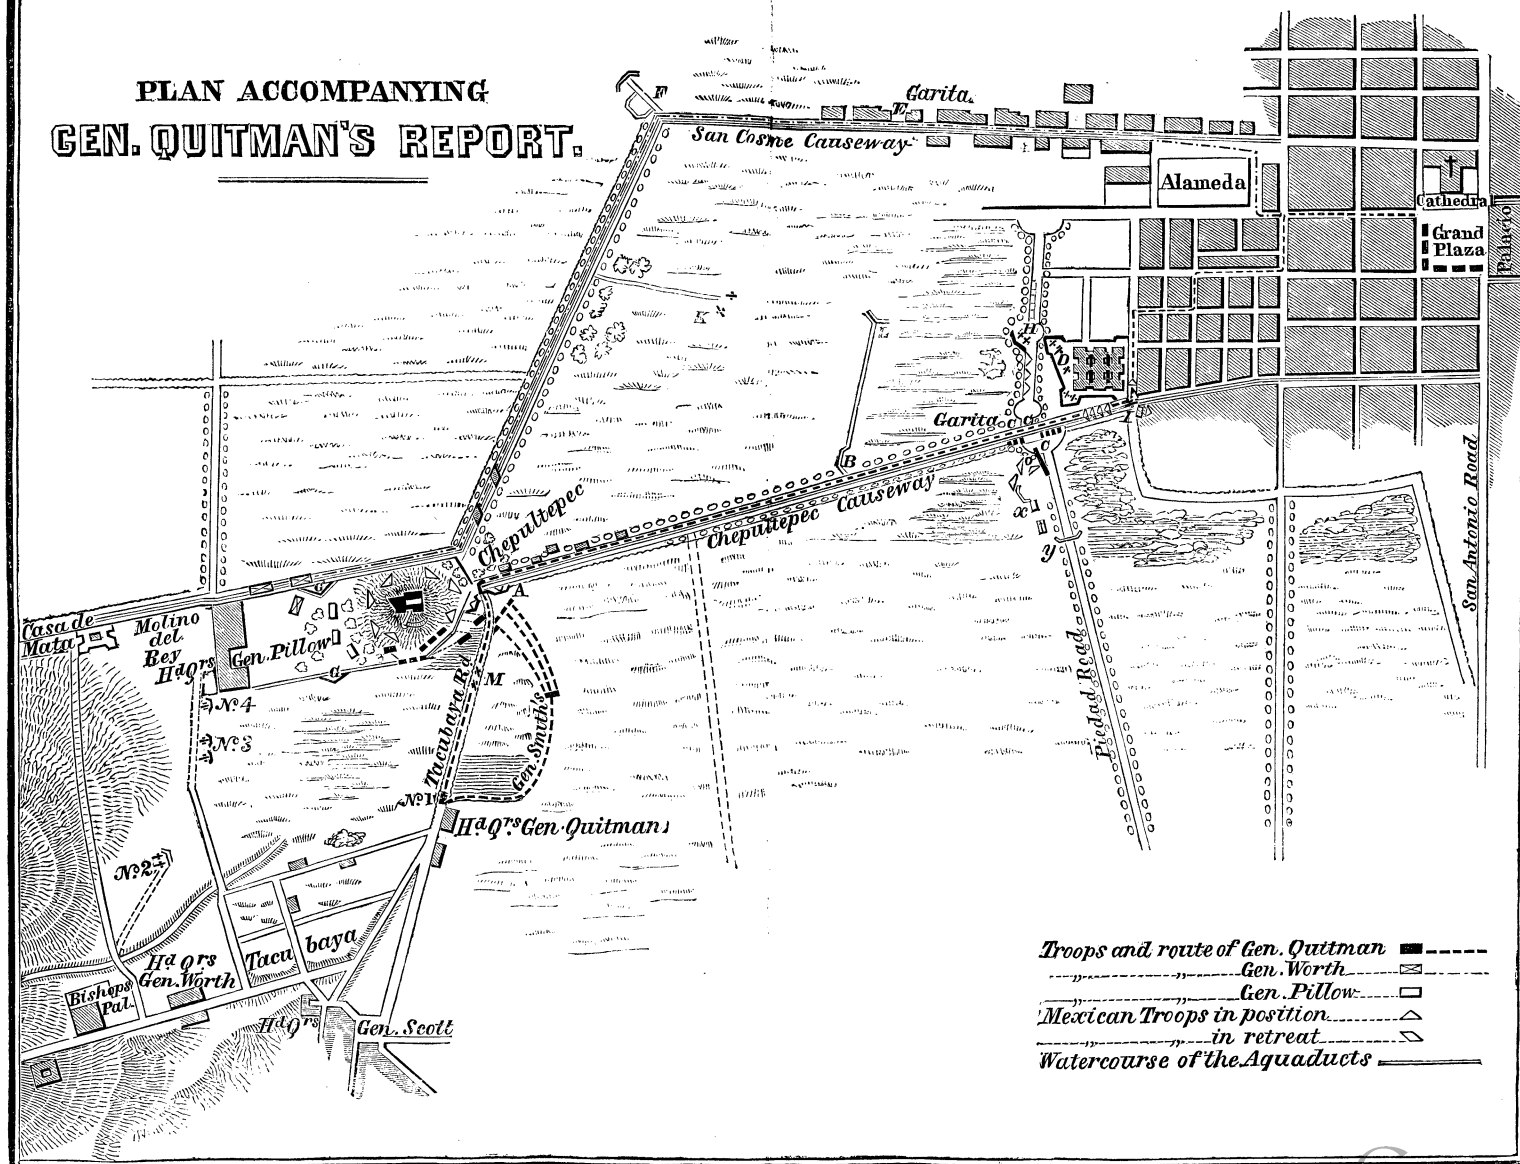 PLAN ACCOMPANYING
GEN. QUITMAN'S REPORT.
F
Garita.
E
San Cosme Causeway
Alameda
Cathedral
Grand
Plaza
Palacio
K
H
D
Garita
I
B
C
Chepultepec
Chepultepec Causeway
San Antonio Road
x
y
Piedad Road
A
Casa de
Mata
Molino
del
Rey
Hd. Qrs
G
Gen. Pillow
G
M
Tacubaya Rd
Gen Smiths
No. 4
No. 3
No. 1
Hd. Qrs. Gen. Quitman
No. 2
Hd Qrs
Gen. Worth
Tacubaya
Bishops
Pal.
Hd Qrs Gen. Scott
Troops and route of Gen. Quitman
" " Gen. Worth
" " Gen. Pillow
Mexican Troops in position
" " in retreat
Watercourse of the Aquaducts